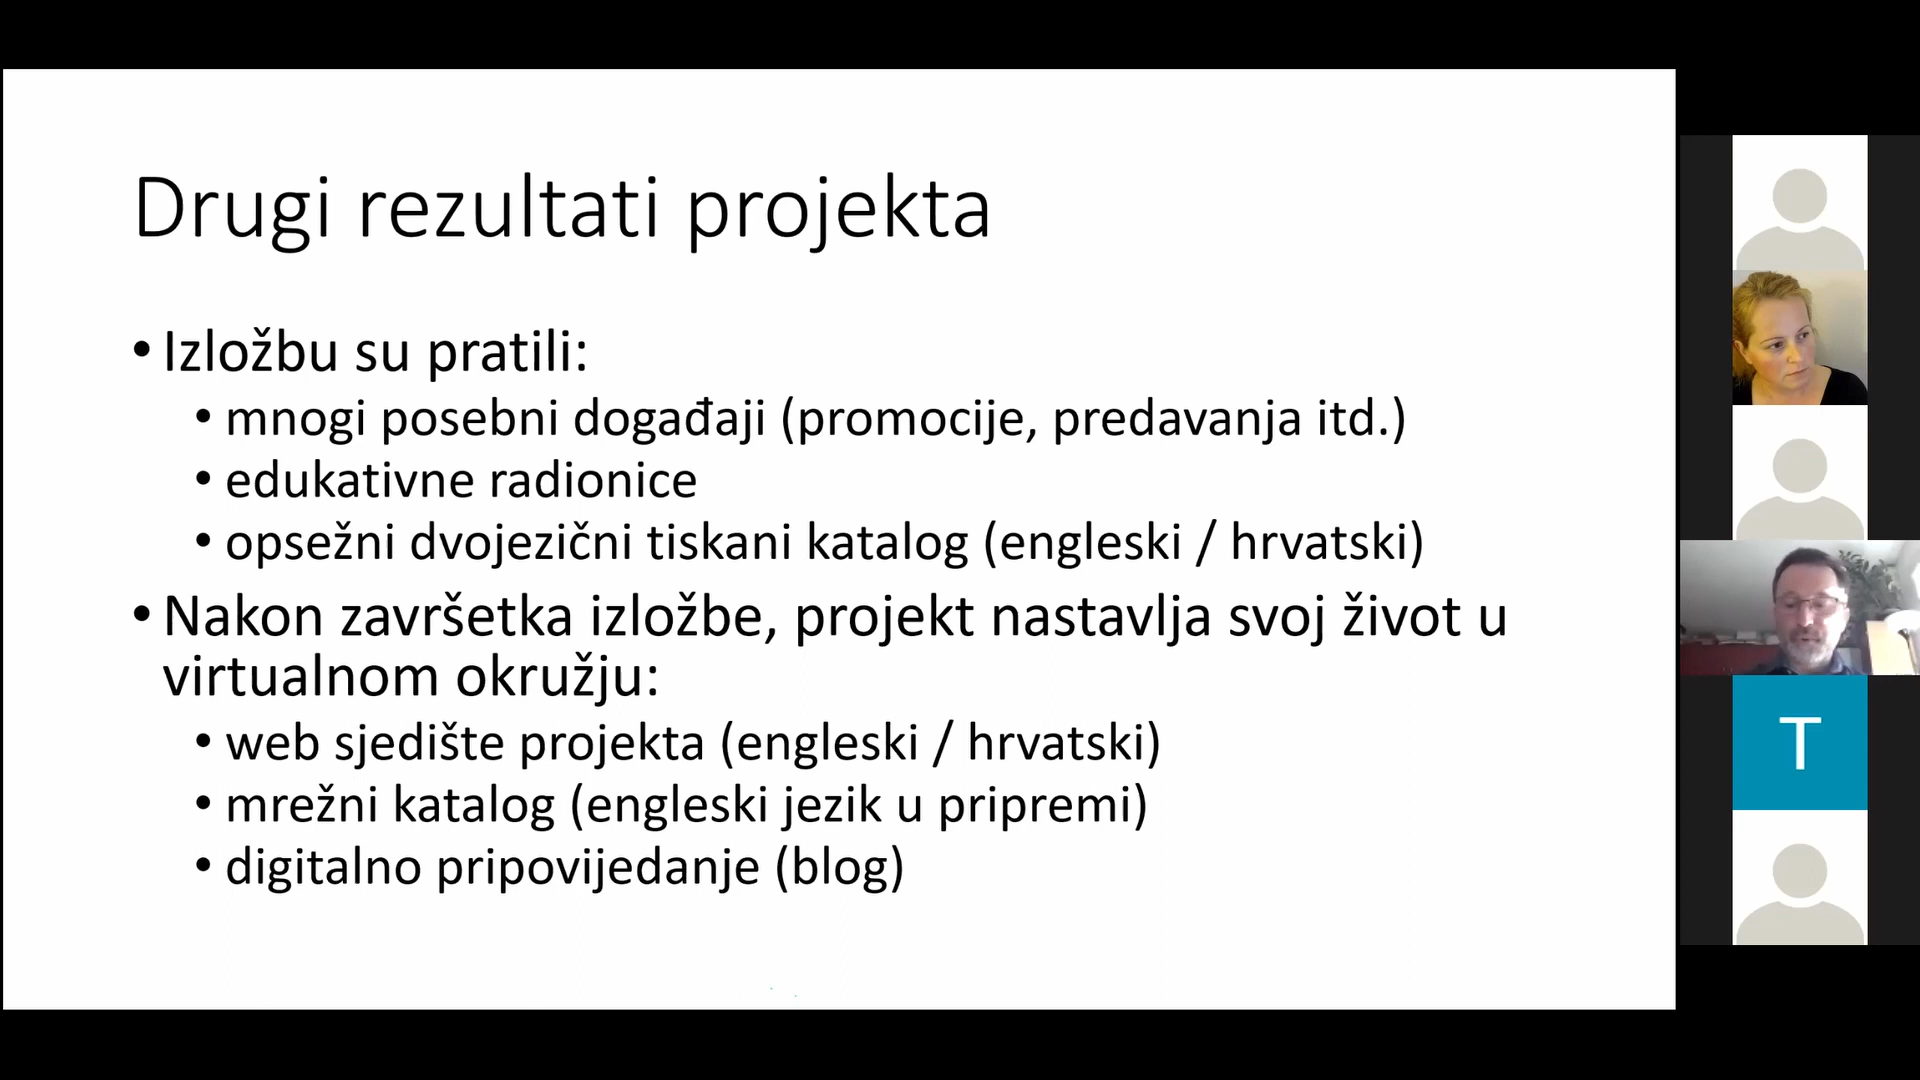 Drugi rezultati projekta
• Izložbu su pratili:
• mnogi posebni događaji (promocije, predavanja itd.)
• edukativne radionice
• opsežni dvojezični tiskani katalog (engleski / hrvatski)
• Nakon završetka izložbe, projekt nastavlja svoj život u
virtualnom okružju:
• web sjedište projekta (engleski / hrvatski)
• mrežni katalog (engleski jezik u pripremi)
• digitalno pripovijedanje (blog)
T